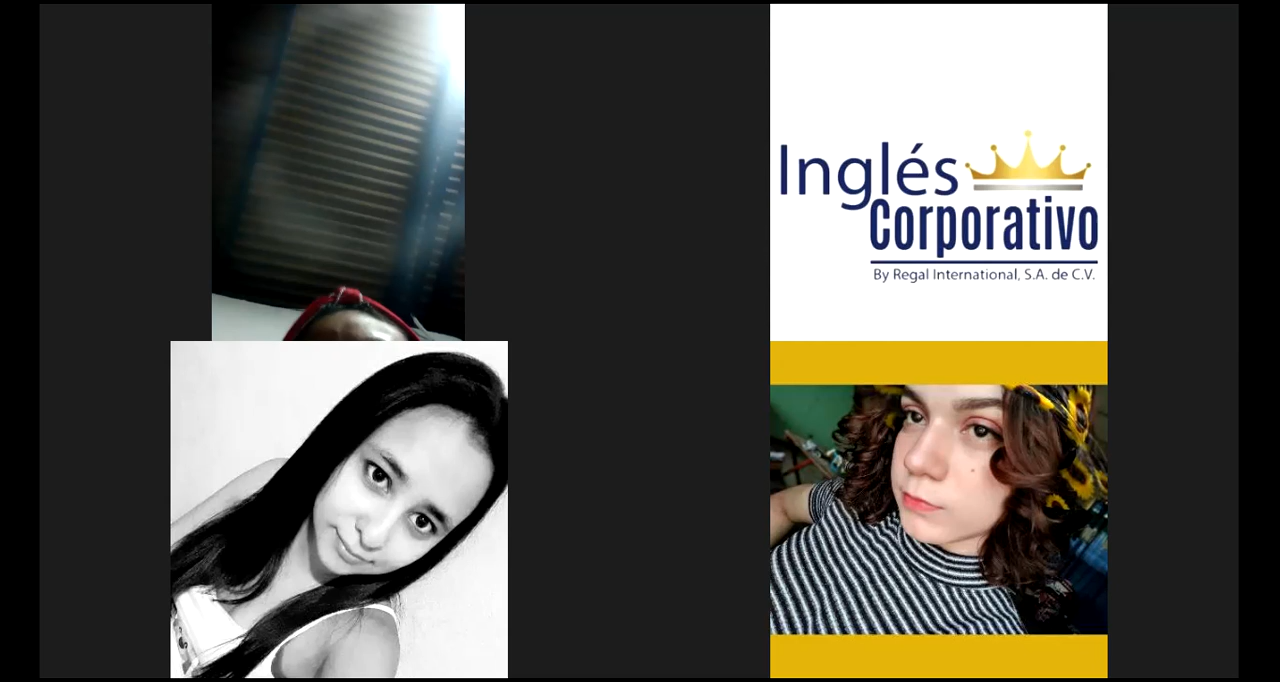 Inglés
Corporativo
By Regal International, S.A. de C.V.